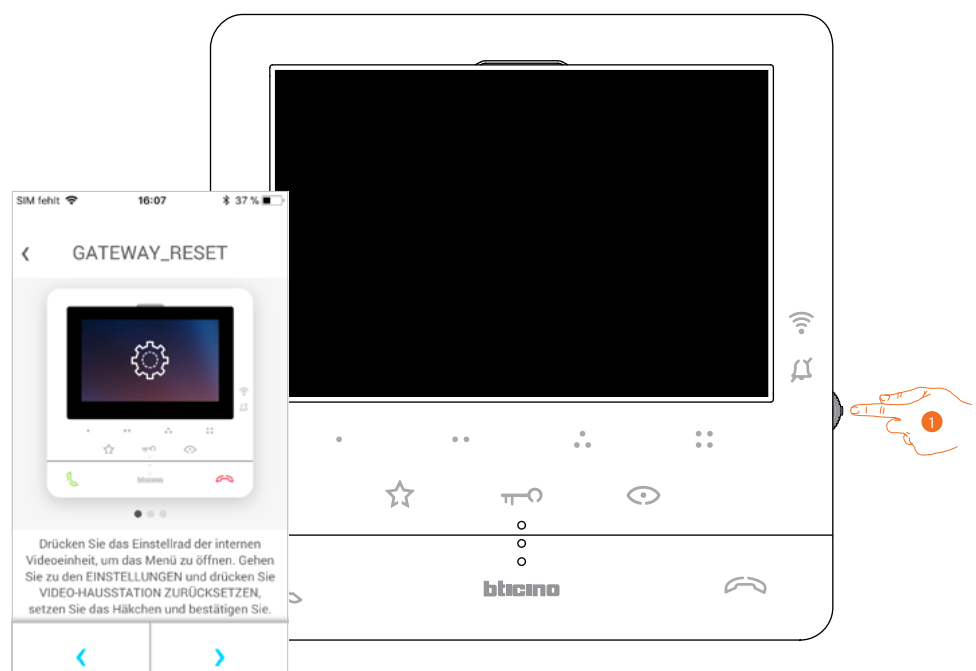 SIM fehlt 16:07 37 %
GATEWAY_RESET
bticino
Drücken Sie das Einstellrad der internen
Videoeinheit, um das Menü zu öffnen. Gehen
Sie zu den EINSTELLUNGEN und drücken Sie
VIDEO-HAUSSTATION ZURÜCKSETZEN,
setzen Sie das Häkchen und bestätigen Sie.
bticino
1